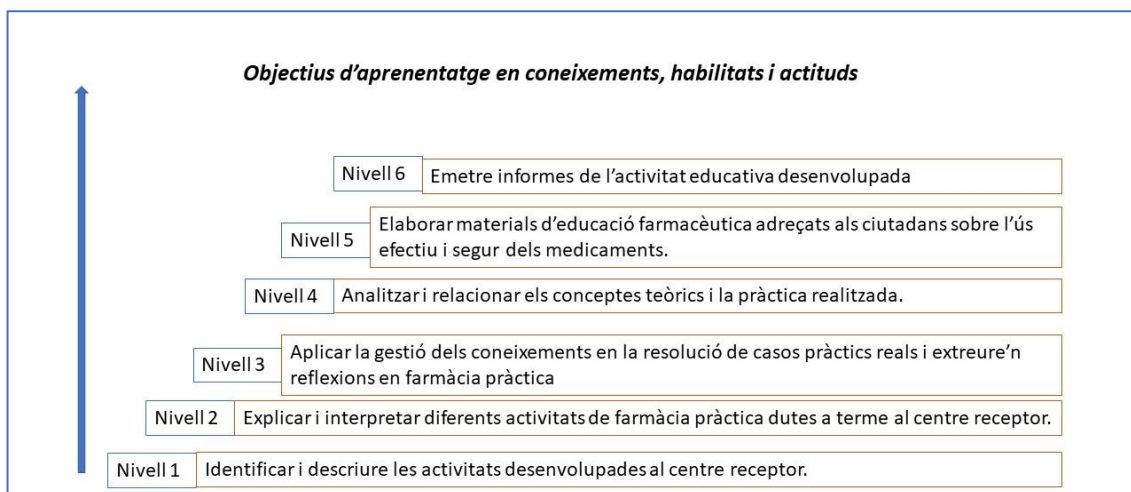 Objectius d'aprenentatge en coneixements, habilitats i actituds
Nivell 6
Emetre informes de l'activitat educativa desenvolupada
Nivell 5
Elaborar materials d'educació farmacèutica adreçats als ciutadans sobre l'ús
efectiu i segur dels medicaments.
Nivell 4
Analitzar i relacionar els conceptes teòrics i la pràctica realitzada.
Nivell 3
Aplicar la gestió dels coneixements en la resolució de casos pràctics reals i extreure'n
reflexions en farmàcia pràctica
Nivell 2
Explicar i interpretar diferents activitats de farmàcia pràctica dutes a terme al centre receptor.
Nivell 1
Identificar i descriure les activitats desenvolupades al centre receptor.